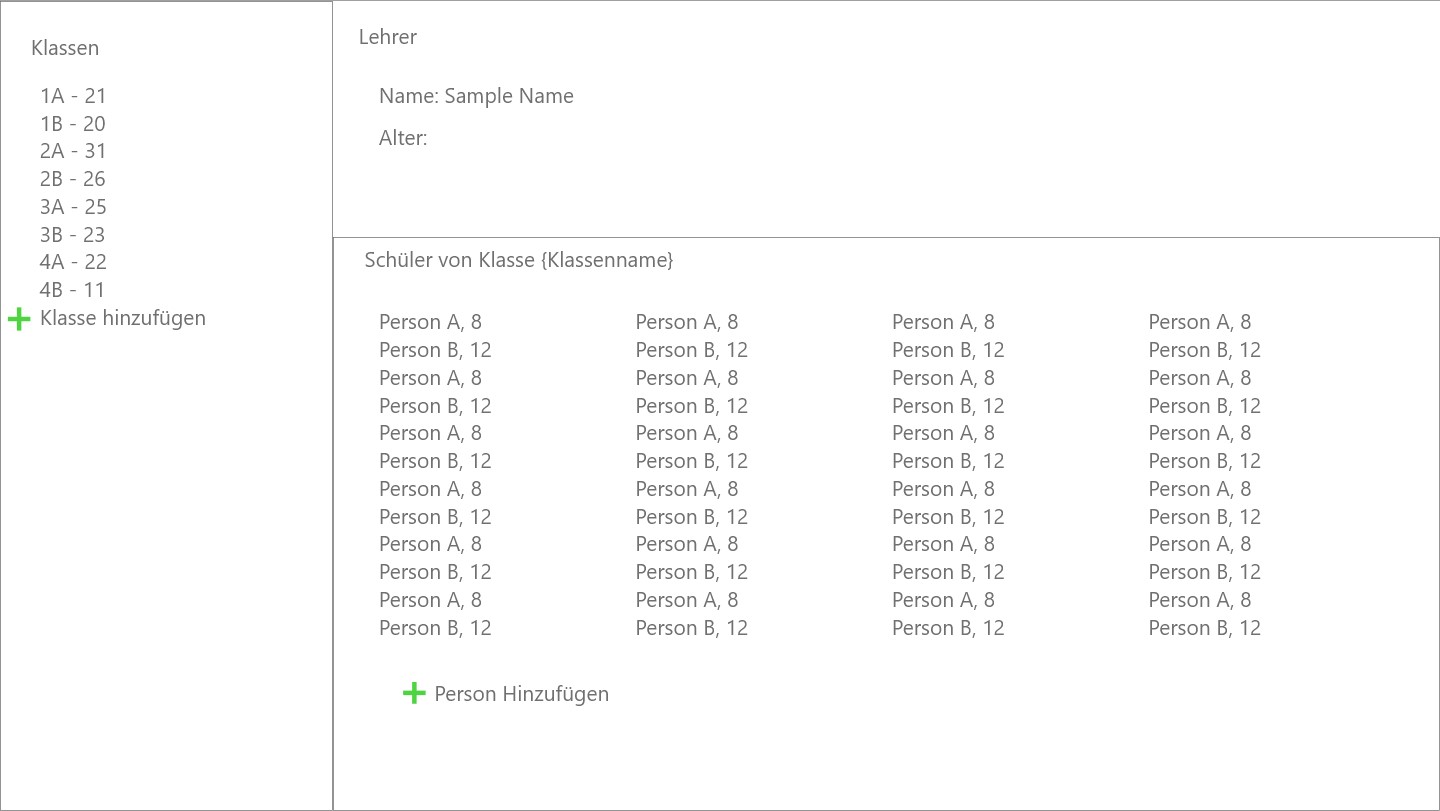 Klassen
1A - 21
1B - 20
2A - 31
2B - 26
3A - 25
3B - 23
4A - 22
4B - 11
Klasse hinzufügen
Lehrer
Name: Sample Name
Alter:
Schüler von Klasse {Klassenname}
Person A, 8 Person A, 8 Person A, 8 Person A, 8
Person B, 12 Person B, 12 Person B, 12 Person B, 12
Person A, 8 Person A, 8 Person A, 8 Person A, 8
Person B, 12 Person B, 12 Person B, 12 Person B, 12
Person A, 8 Person A, 8 Person A, 8 Person A, 8
Person B, 12 Person B, 12 Person B, 12 Person B, 12
Person A, 8 Person A, 8 Person A, 8 Person A, 8
Person B, 12 Person B, 12 Person B, 12 Person B, 12
Person A, 8 Person A, 8 Person A, 8 Person A, 8
Person B, 12 Person B, 12 Person B, 12 Person B, 12
Person A, 8 Person A, 8 Person A, 8 Person A, 8
Person B, 12 Person B, 12 Person B, 12 Person B, 12
Person Hinzufügen